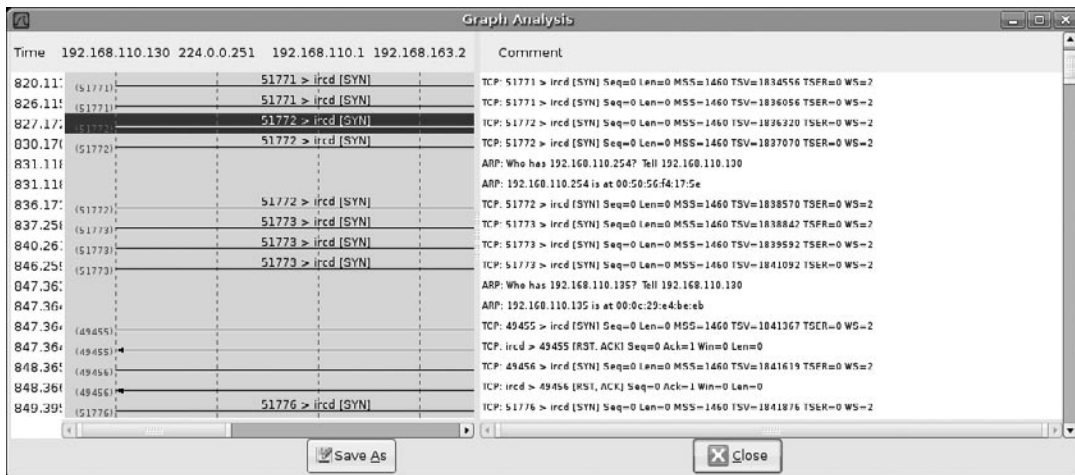 Graph Analysis
Time 192.168.110.130 224.0.0.251 192.168.110.1 192.168.163.2 Comment
820.11 (51771) 51771 > ircd [SYN] TCP: 51771 > ircd [SYN] Seq=0 Len=0 MSS=1460 TSV=1834556 TSER=0 WS=2
826.11 (51771) 51771 > ircd [SYN] TCP: 51771 > ircd [SYN] Seq=0 Len=0 MSS=1460 TSV=1836056 TSER=0 WS=2
827.17 (51772) 51772 > ircd [SYN] TCP: 51772 > ircd [SYN] Seq=0 Len=0 MSS=1460 TSV=1836320 TSER=0 WS=2
830.17 (51772) 51772 > ircd [SYN] TCP: 51772 > ircd [SYN] Seq=0 Len=0 MSS=1460 TSV=1837070 TSER=0 WS=2
831.11 ARP: Who has 192.168.110.254? Tell 192.168.110.130
831.11 ARP: 192.168.110.254 is at 00:50:56:f4:17:5e
836.17 (51772) 51772 > ircd [SYN] TCP: 51772 > ircd [SYN] Seq=0 Len=0 MSS=1460 TSV=1838570 TSER=0 WS=2
837.25 (51773) 51773 > ircd [SYN] TCP: 51773 > ircd [SYN] Seq=0 Len=0 MSS=1460 TSV=1838842 TSER=0 WS=2
840.26 (51773) 51773 > ircd [SYN] TCP: 51773 > ircd [SYN] Seq=0 Len=0 MSS=1460 TSV=1839592 TSER=0 WS=2
846.25 (51773) 51773 > ircd [SYN] TCP: 51773 > ircd [SYN] Seq=0 Len=0 MSS=1460 TSV=1841092 TSER=0 WS=2
847.36 ARP: Who has 192.168.110.135? Tell 192.168.110.130
847.36 ARP: 192.168.110.135 is at 00:0c:29:e4:be:eb
847.36 (49455) TCP: 49455 > ircd [SYN] Seq=0 Len=0 MSS=1460 TSV=1841367 TSER=0 WS=2
847.36 (49455) TCP: ircd > 49455 [RST, ACK] Seq=0 Ack=1 Win=0 Len=0
848.36 (49456) TCP: 49456 > ircd [SYN] Seq=0 Len=0 MSS=1460 TSV=1841619 TSER=0 WS=2
848.36 (49456) TCP: ircd > 49456 [RST, ACK] Seq=0 Ack=1 Win=0 Len=0
849.39 (51776) 51776 > ircd [SYN] TCP: 51776 > ircd [SYN] Seq=0 Len=0 MSS=1460 TSV=1841876 TSER=0 WS=2
Save As Close